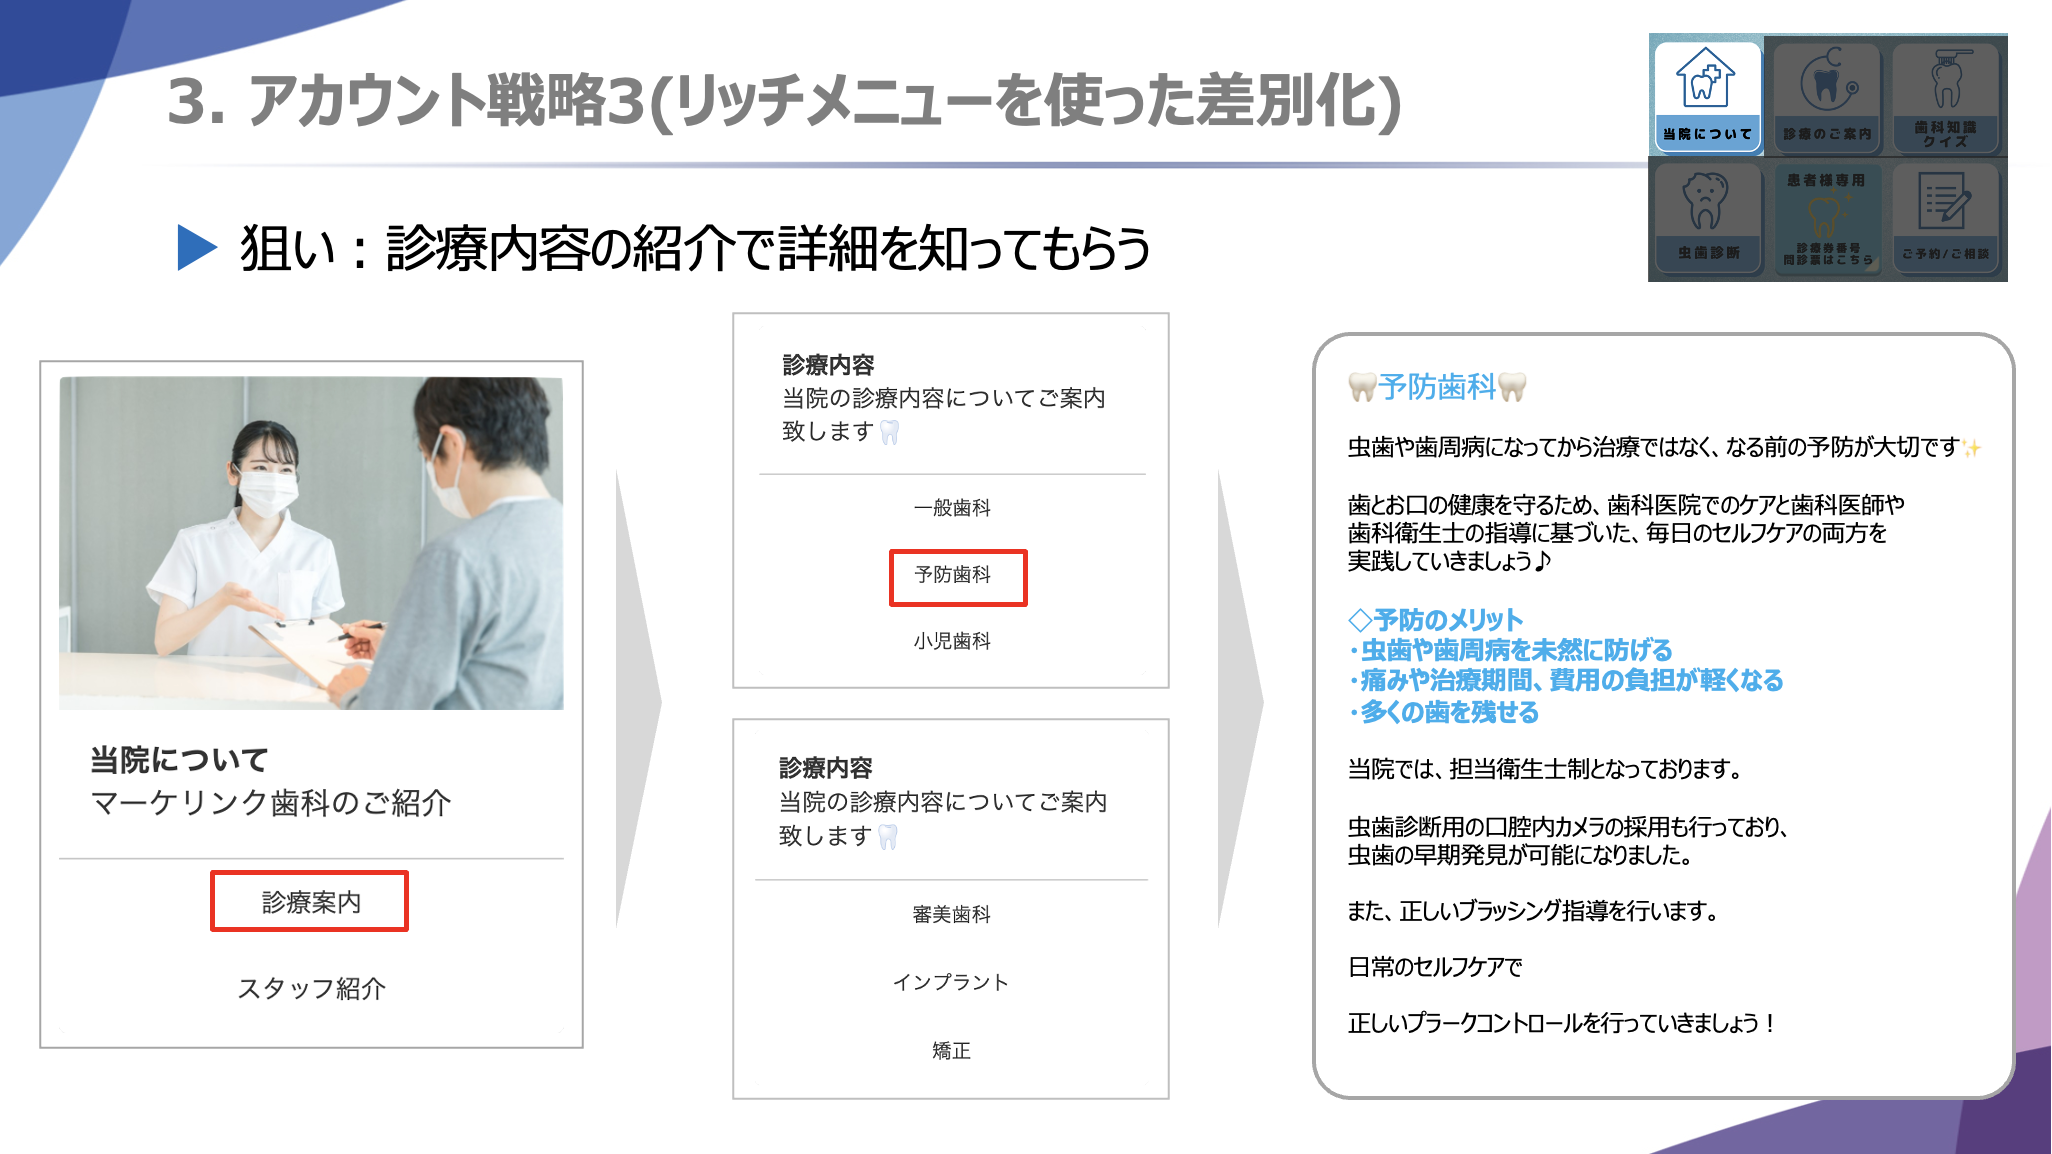 3. アカウント戦略3(リッチメニューを使った差別化)
当院について
診療のご案内
歯科知識
クイズ
虫歯診断
患者様専用
診療券番号
問診票はこちら
ご予約/ご相談
▶ 狙い：診療内容の紹介で詳細を知ってもらう
当院について
マーケリンク歯科のご紹介
診療案内
スタッフ紹介
診療内容
当院の診療内容についてご案内
致します🦷
一般歯科
予防歯科
小児歯科
診療内容
当院の診療内容についてご案内
致します🦷
審美歯科
インプラント
矯正
🦷予防歯科🦷
虫歯や歯周病になってから治療ではなく、なる前の予防が大切です✨
歯とお口の健康を守るため、歯科医院でのケアと歯科医師や
歯科衛生士の指導に基づいた、毎日のセルフケアの両方を
実践していきましょう♪
◇予防のメリット
・虫歯や歯周病を未然に防げる
・痛みや治療期間、費用の負担が軽くなる
・多くの歯を残せる
当院では、担当衛生士制となっております。
虫歯診断用の口腔内カメラの採用も行っており、
虫歯の早期発見が可能になりました。
また、正しいブラッシング指導を行います。
日常のセルフケアで
正しいプラークコントロールを行っていきましょう！